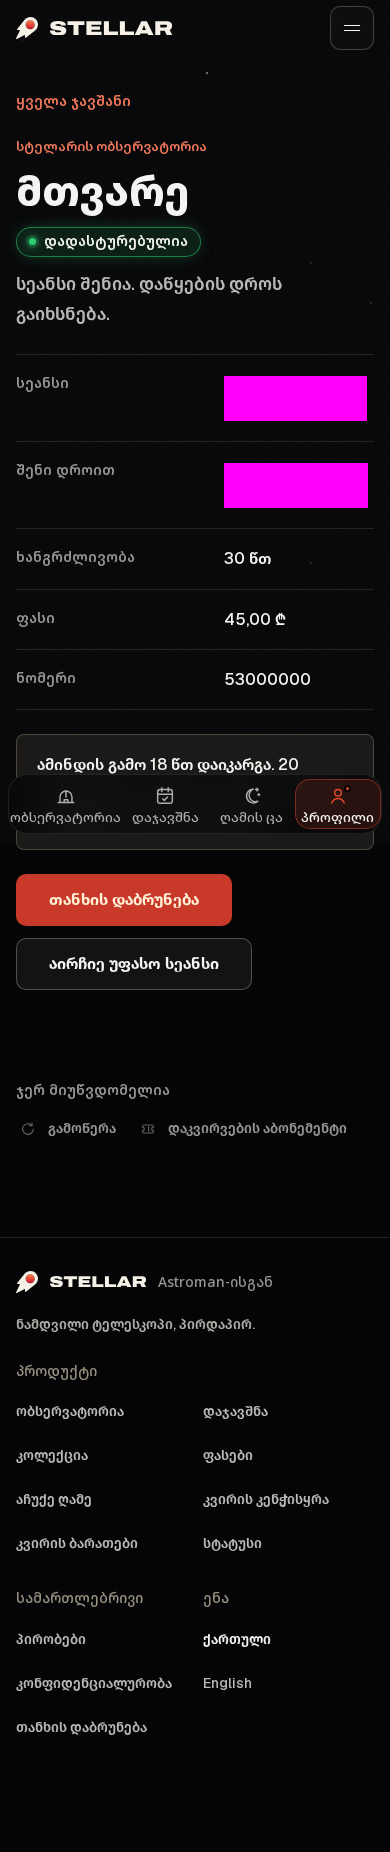 STELLAR
ყველა ჯავშანი
სტელარის ობსერვატორია
მთვარე
დადასტურებულია
სეანსი შენია. დაწყების დროს
გაიხსნება.
სეანსი
შენი დროით
ხანგრძლივობა 30 წთ
ფასი 45,00 ₾
ნომერი 53000000
ამინდის გამო 18 წთ დაიკარგა. 20
ობსერვატორია დაჯავშნა ღამის ცა პროფილი
თანხის დაბრუნება
აირჩიე უფასო სეანსი
ჯერ მიუწვდომელია
გამოწერა დაკვირვების აბონემენტი
STELLAR Astroman-ისგან
ნამდვილი ტელესკოპი, პირდაპირ.
პროდუქტი
ობსერვატორია დაჯავშნა
კოლექცია ფასები
აჩუქე ღამე კვირის კენჭისყრა
კვირის ბარათები სტატუსი
სამართლებრივი ენა
პირობები ქართული
კონფიდენციალურობა English
თანხის დაბრუნება